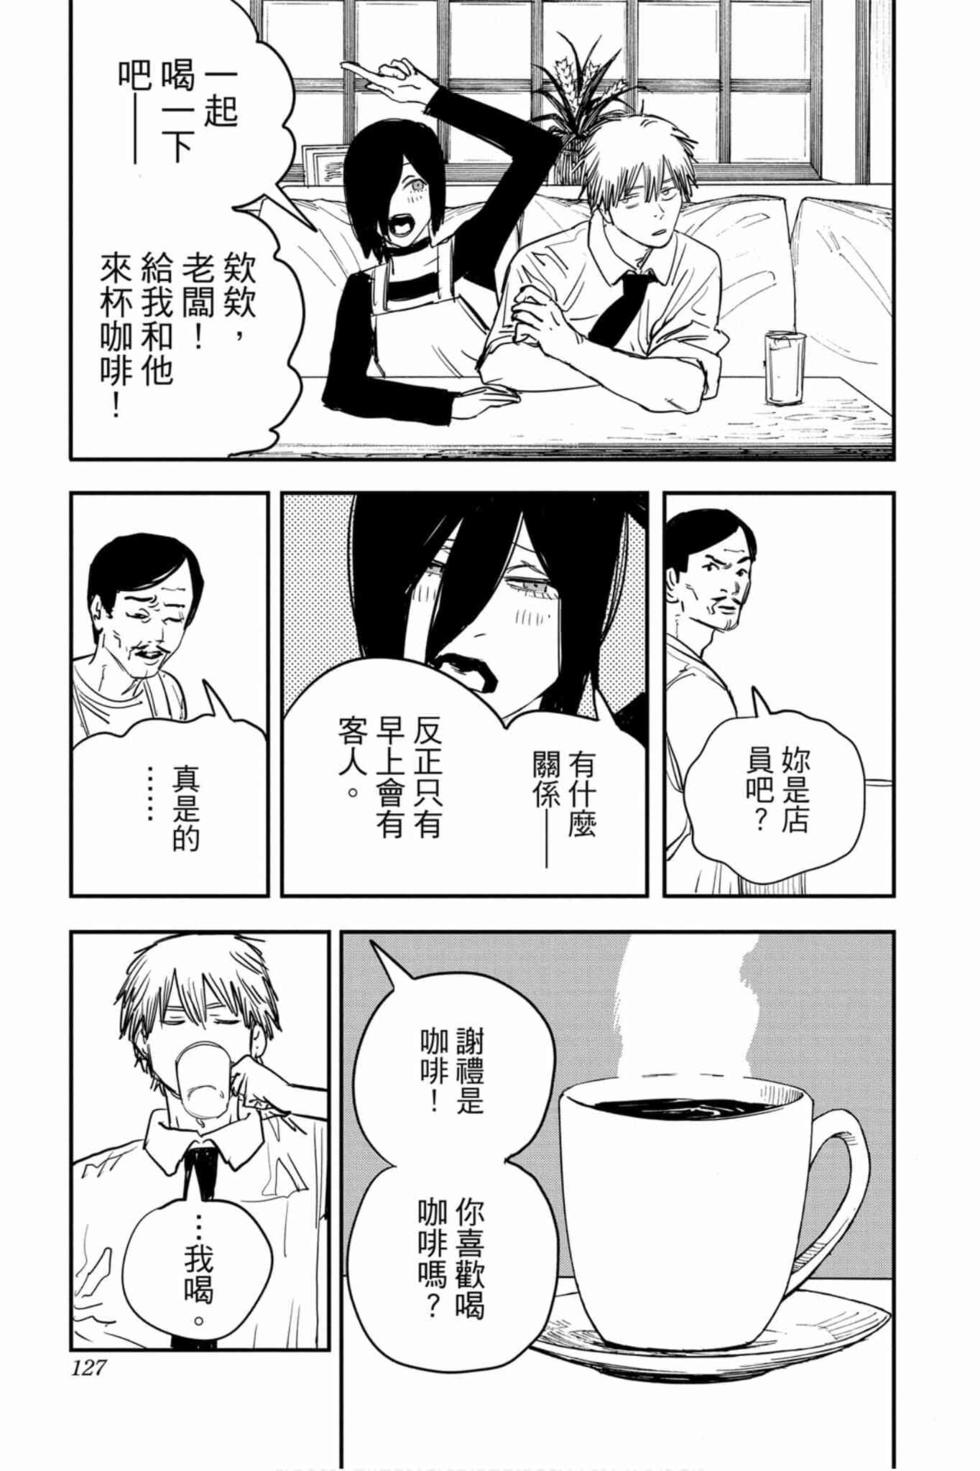 一起
喝一下
吧——
欸欸，
老闆！
給我和他
來杯咖啡！
妳是店
員吧？
有什麼
關係——
反正只有
早上會有
客人。
真是的
……
謝禮是
咖啡！
你喜歡喝
咖啡嗎？
…我喝。
127